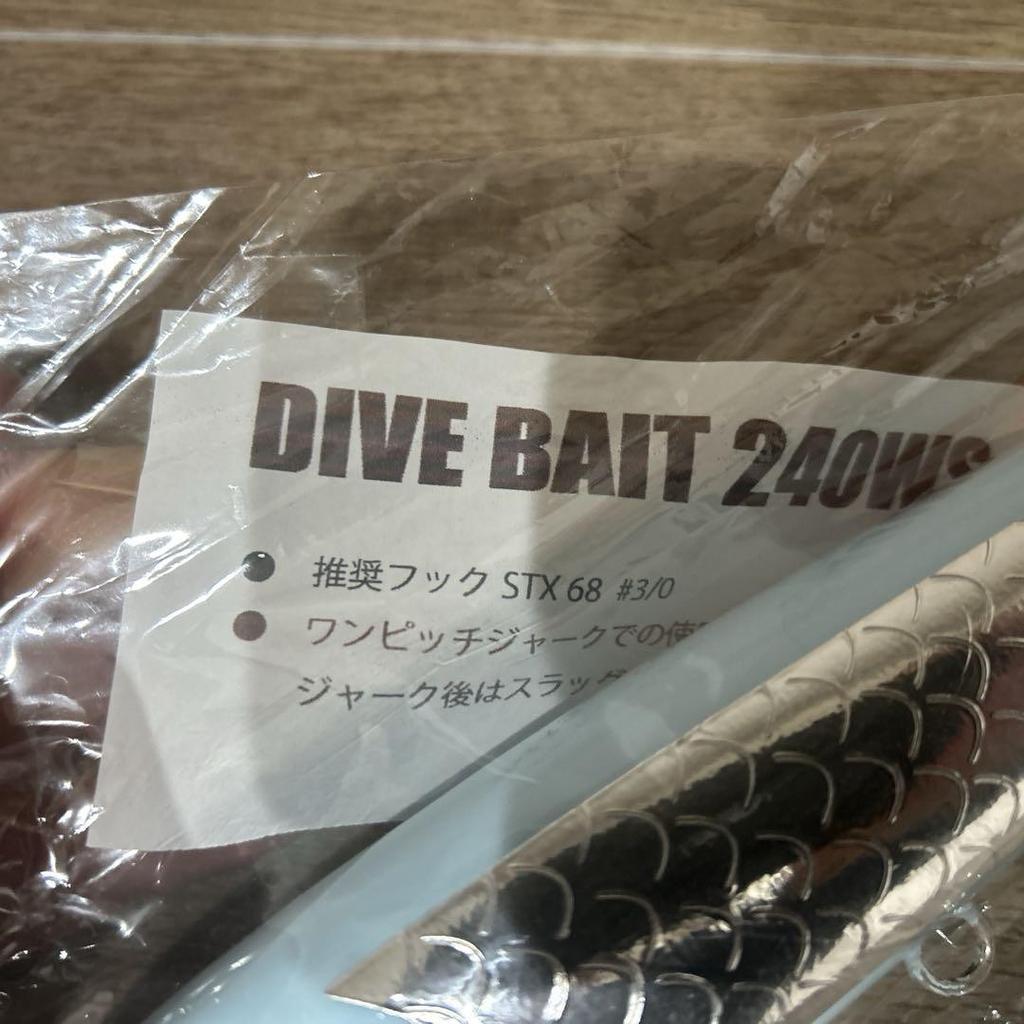 DIVE BAIT 240WS
● 推奨フック STX 68 #3/0
● ワンピッチジャークでの使
ジャーク後はスラッグ